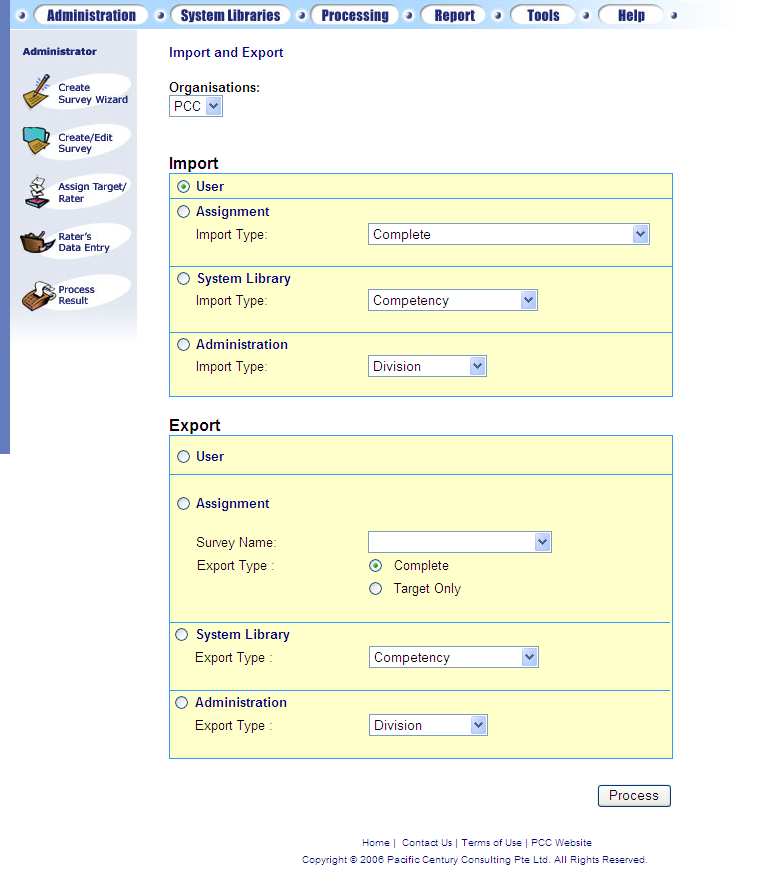 Administration System Libraries Processing Report Tools Help
Administrator
Create
Survey Wizard
Create/Edit
Survey
Assign Target/
Rater
Rater's
Data Entry
Process
Result
Import and Export
Organisations:
PCC
Import
User
Assignment
Import Type: Complete
System Library
Import Type: Competency
Administration
Import Type: Division
Export
User
Assignment
Survey Name:
Export Type : Complete
Target Only
System Library
Export Type : Competency
Administration
Export Type : Division
Process
Home | Contact Us | Terms of Use | PCC Website
Copyright © 2006 Pacific Century Consulting Pte Ltd. All Rights Reserved.